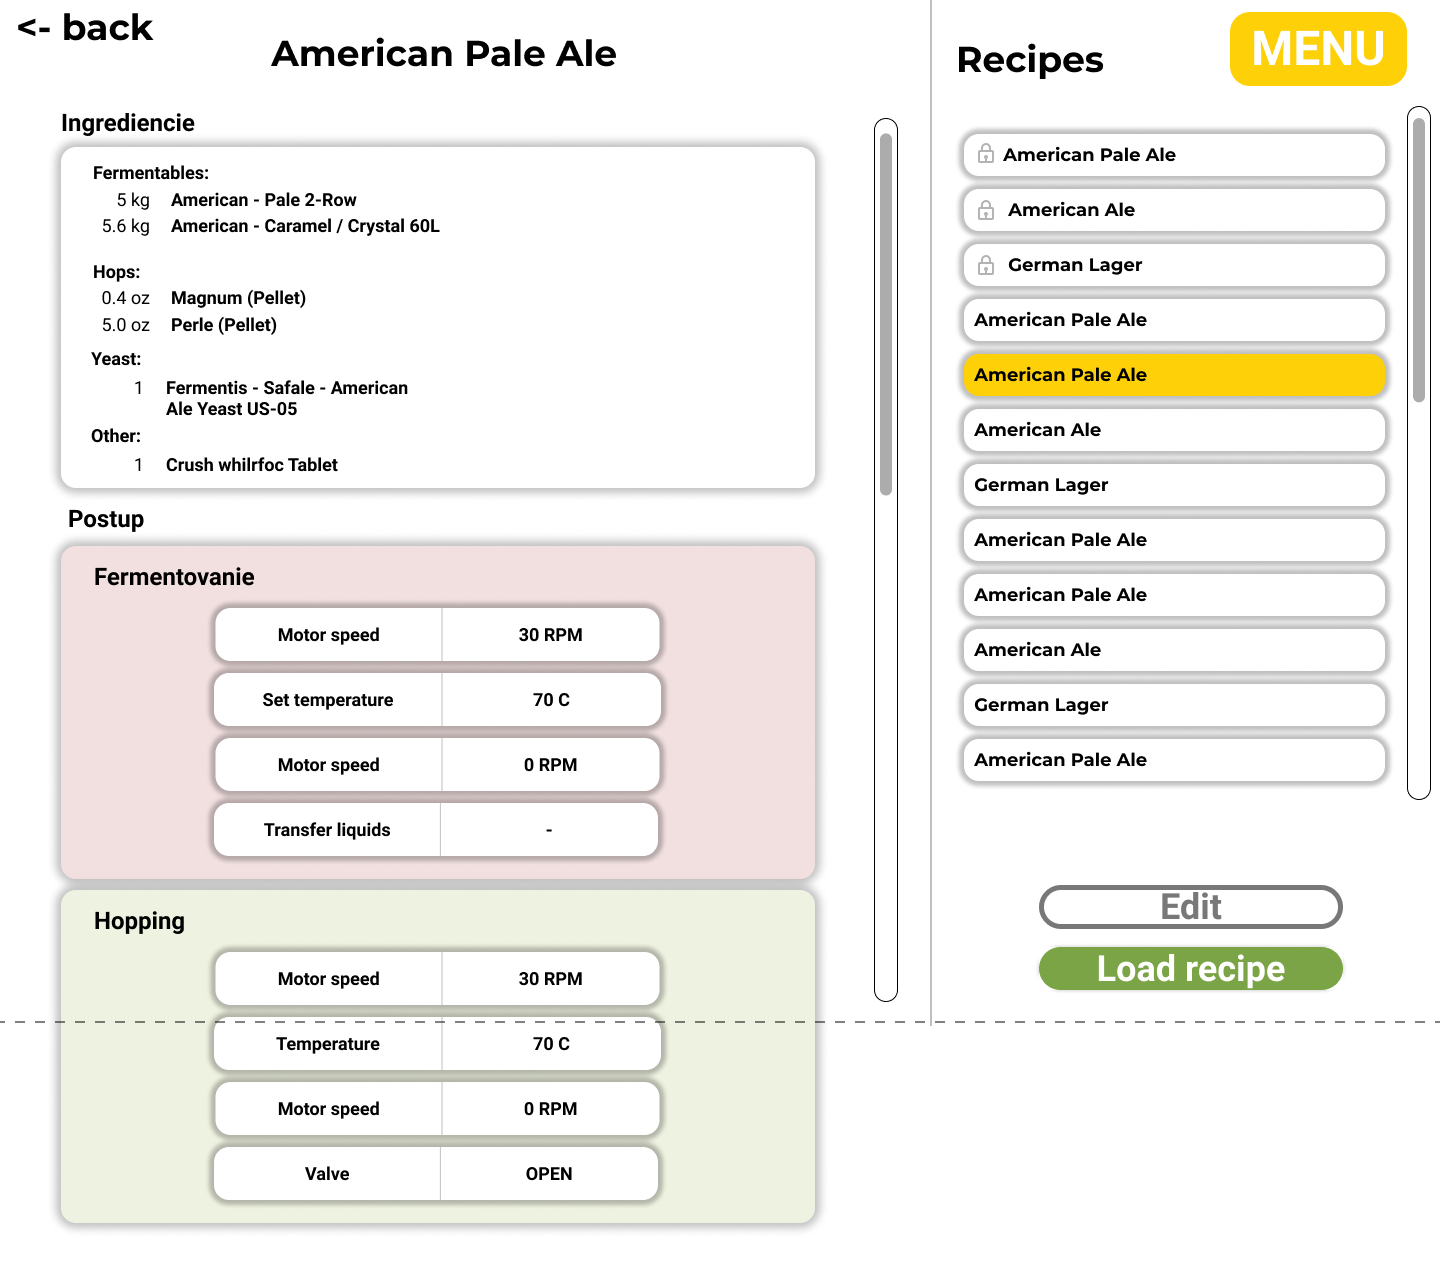 <- back
American Pale Ale
Ingrediencie
Fermentables:
5 kg American - Pale 2-Row
5.6 kg American - Caramel / Crystal 60L
Hops:
0.4 oz Magnum (Pellet)
5.0 oz Perle (Pellet)
Yeast:
1 Fermentis - Safale - American
Ale Yeast US-05
Other:
1 Crush whilrfoc Tablet
Postup
Fermentovanie
Motor speed 30 RPM
Set temperature 70 C
Motor speed 0 RPM
Transfer liquids -
Hopping
Motor speed 30 RPM
Temperature 70 C
Motor speed 0 RPM
Valve OPEN
Recipes
MENU
American Pale Ale
American Ale
German Lager
American Pale Ale
American Pale Ale
American Ale
German Lager
American Pale Ale
American Pale Ale
American Ale
German Lager
American Pale Ale
Edit
Load recipe